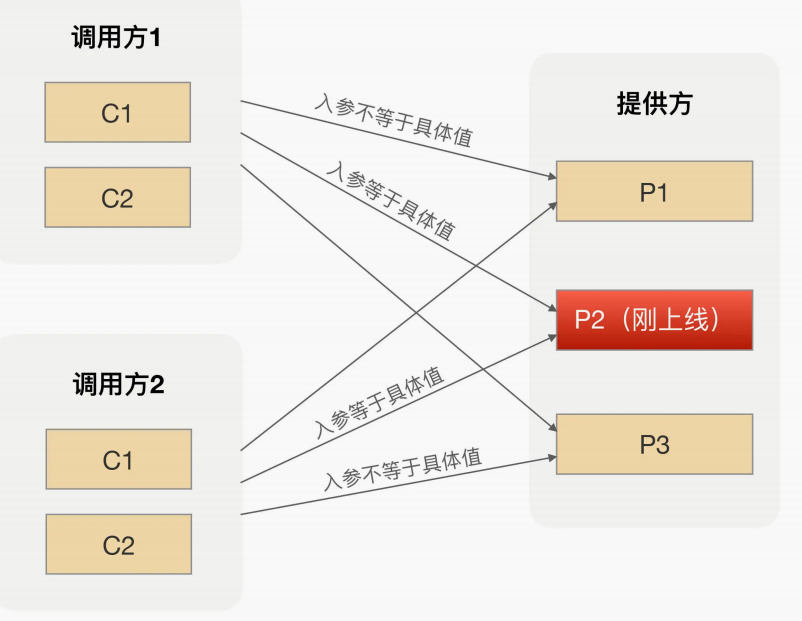 调用方1
C1
C2
入参不等于具体值
入参等于具体值
提供方
P1
P2（刚上线）
P3
调用方2
C1
C2
入参等于具体值
入参不等于具体值